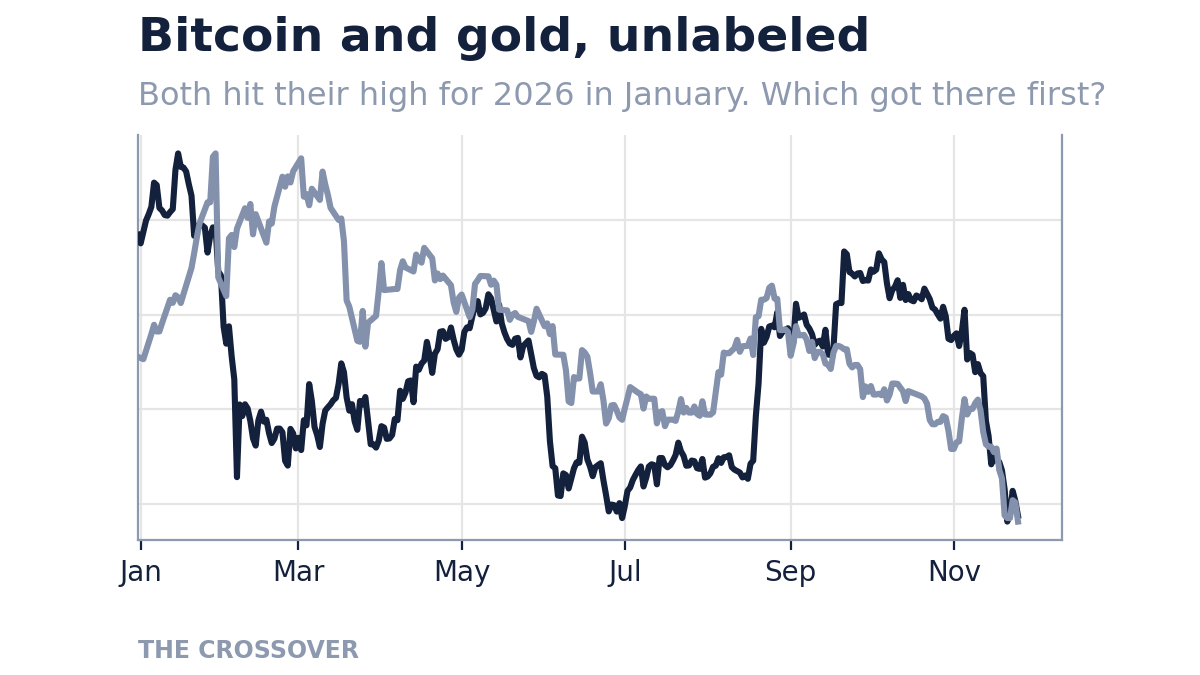 Bitcoin and gold, unlabeled
Both hit their high for 2026 in January. Which got there first?
Jan Mar May Jul Sep Nov
THE CROSSOVER